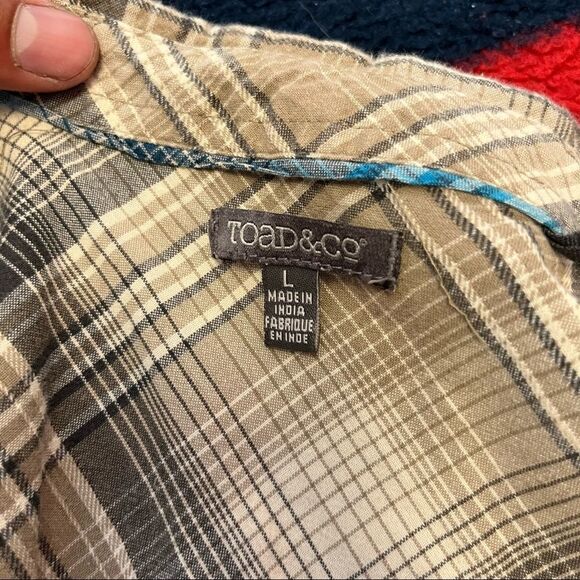 TOAD&CO®
L
MADE IN
INDIA
FABRIQUE
EN INDE